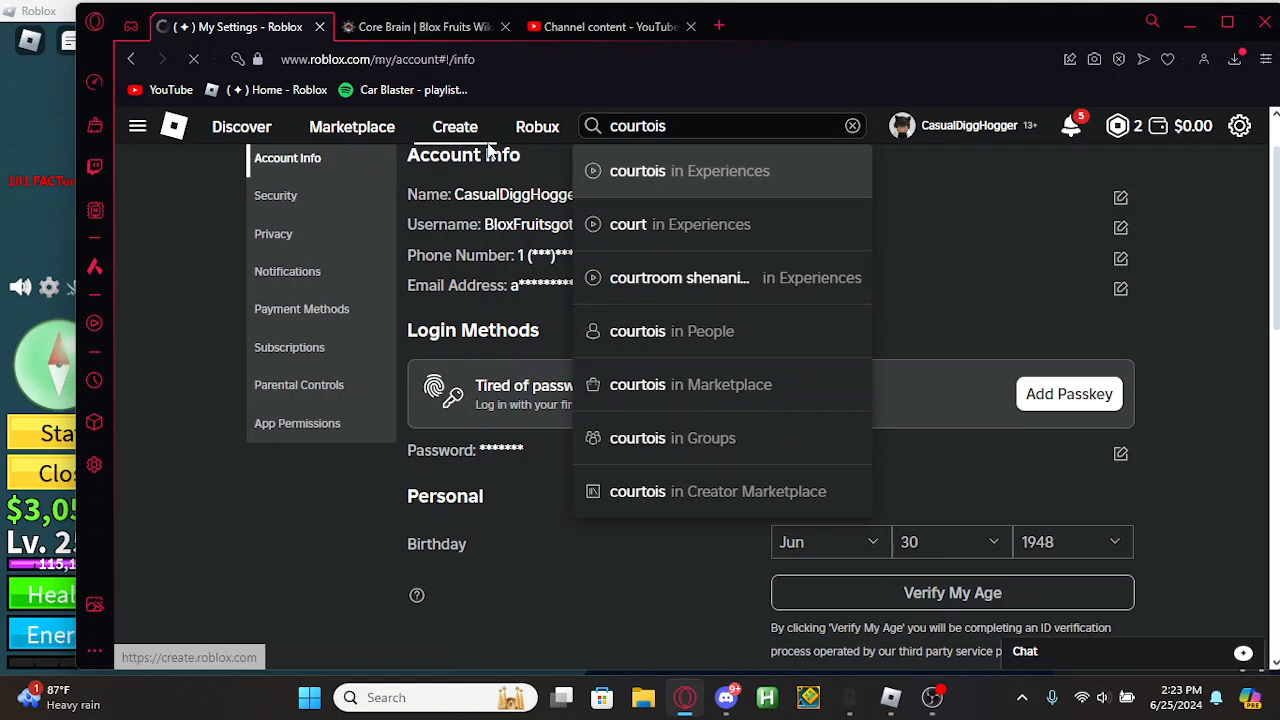 Roblox
( ✦ ) My Settings - Roblox
Core Brain | Blox Fruits Wik
Channel content - YouTube
www.roblox.com/my/account#!/info
YouTube
( ✦ ) Home - Roblox
Car Blaster - playlist...
Discover
Marketplace
Create
Robux
courtois
CasualDiggHogger 13+
5
2
$0.00
Account Info
Security
Privacy
Notifications
Payment Methods
Subscriptions
Parental Controls
App Permissions
Account Info
Name: CasualDiggHogge
Username: BloxFruitsgot
Phone Number: 1 (***)**
Email Address: a*********
Login Methods
Tired of passw
Log in with your fin
Add Passkey
Password: *******
Personal
Birthday
Jun
30
1948
Verify My Age
By clicking 'Verify My Age' you will be completing an ID verification
process operated by our third party service p
Chat
courtois in Experiences
court in Experiences
courtroom shenani... in Experiences
courtois in People
courtois in Marketplace
courtois in Groups
courtois in Creator Marketplace
Sta
Clo
$3,05
Lv. 25
Heal
Ener
https://create.roblox.com
1
87°F
Heavy rain
Search
9+
2:23 PM
6/25/2024
PRE